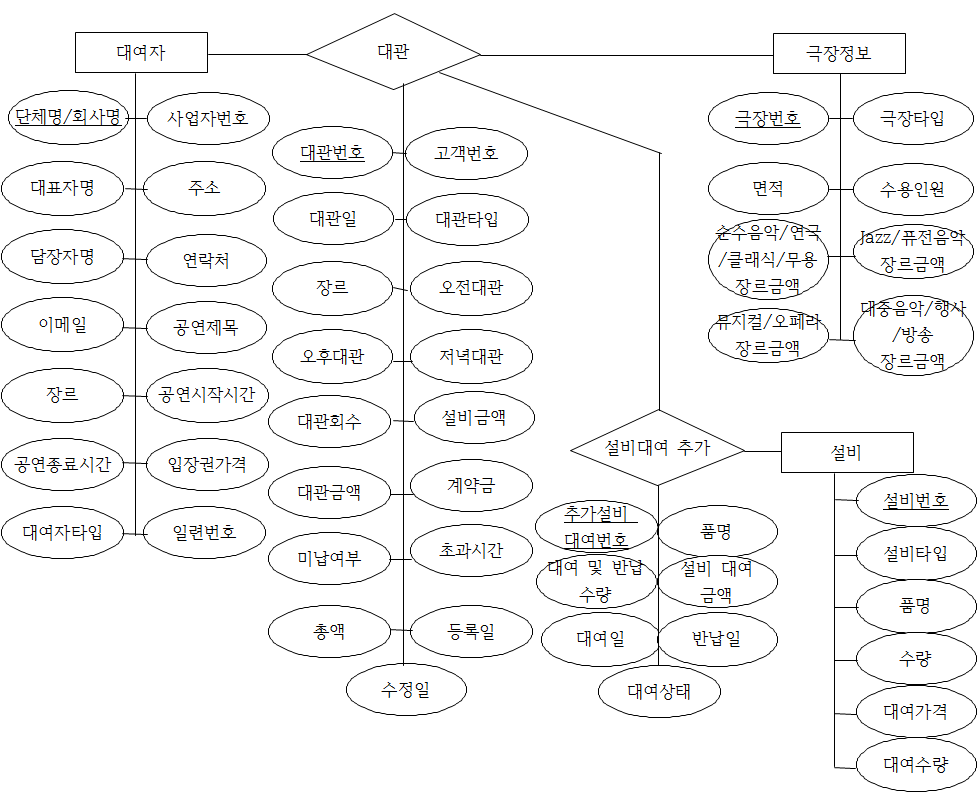 대여자
대관
극장정보
단체명/회사명
사업자번호
대표자명
주소
담장자명
연락처
이메일
공연제목
장르
공연시작시간
공연종료시간
입장권가격
대여자타입
일련번호
대관번호
고객번호
대관일
대관타입
장르
오전대관
오후대관
저녁대관
대관회수
설비금액
대관금액
계약금
미납여부
초과시간
총액
등록일
수정일
극장번호
극장타입
면적
수용인원
순수음악/연국
/클래식/무용
장르금액
Jazz/퓨전음악
장르금액
뮤지컬/오페라
장르금액
대중음악/행사
/방송
장르금액
설비대여 추가
설비
추가설비
대여번호
품명
대여 및 반납
수량
설비 대여
금액
대여일
반납일
대여상태
설비번호
설비타입
품명
수량
대여가격
대여수량